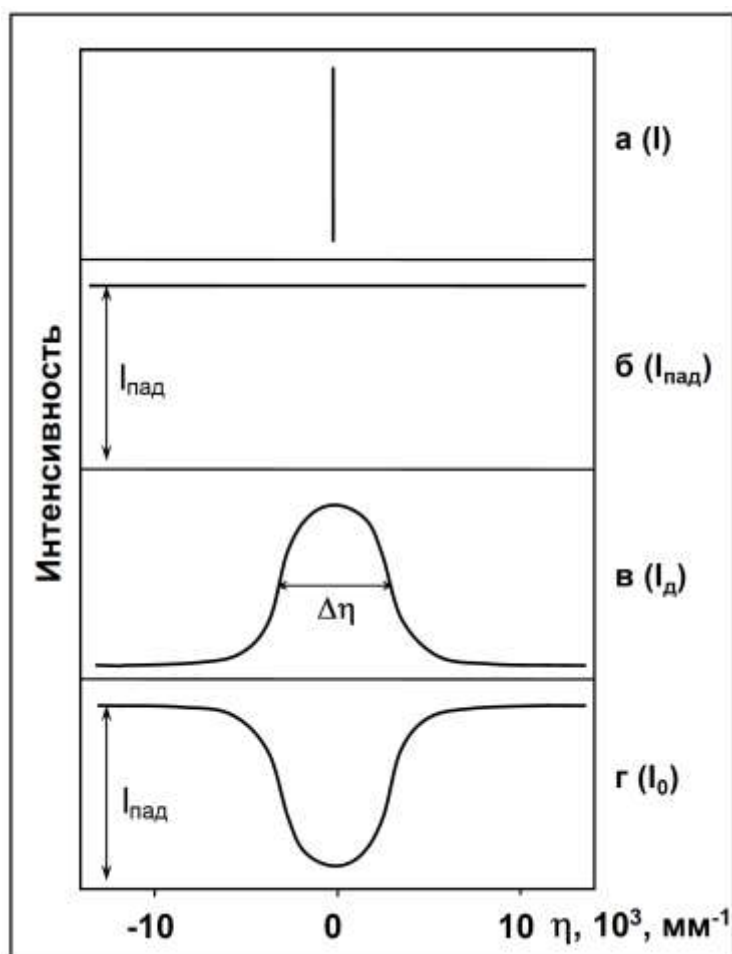 Интенсивность
а (I)
Iпад
б (Iпад)
Δη
в (Iд)
Iпад
г (I0)
-10 0 10 η, 10³, мм⁻¹